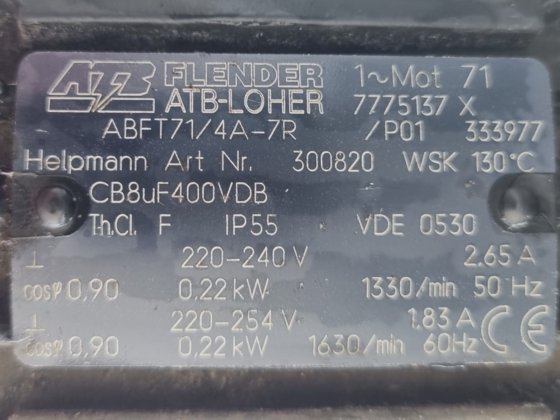 ATB FLENDER 1~Mot 71
ATB-LOHER 7775137 X
ABFT71/4A-7R /P01 333977
Helpmann Art Nr. 300820 WSK 130°C
CB8uF400VDB
Th.Cl. F IP55 VDE 0530
⊥ 220-240 V 2.65 A
cosφ 0,90 0,22 kW 1330/min 50 Hz
⊥ 220-254 V 1.83 A CE
cosφ 0,90 0,22 kW 1630/min 60Hz